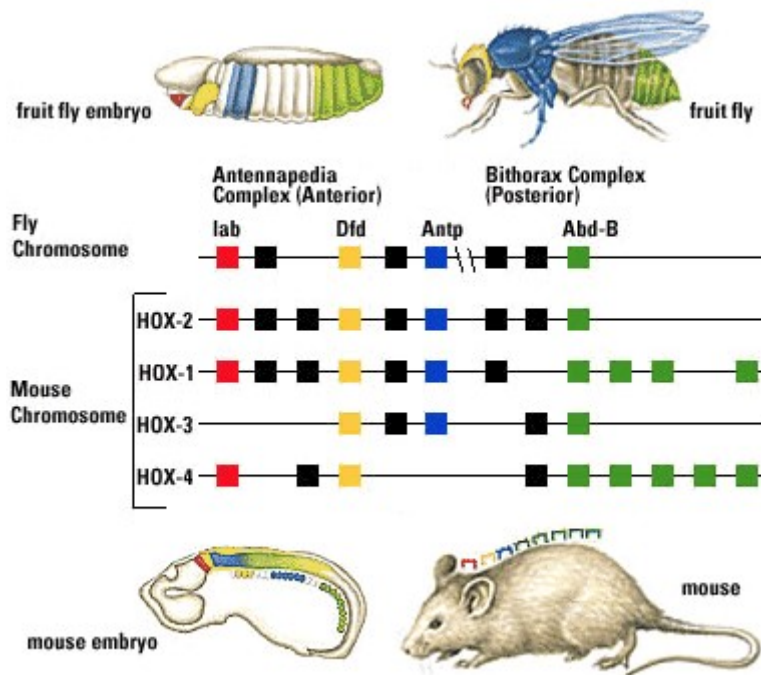 fruit fly embryo
fruit fly
Antennapedia
Complex (Anterior)
Bithorax Complex
(Posterior)
Fly
Chromosome
lab
Dfd
Antp
Abd-B
HOX-2
HOX-1
Mouse
Chromosome
HOX-3
HOX-4
mouse embryo
mouse